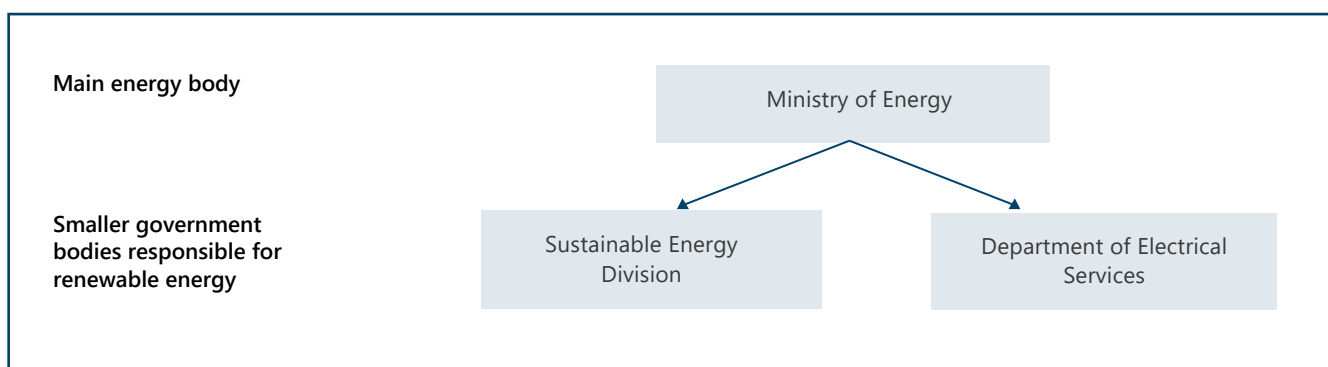 Main energy body
Ministry of Energy
Smaller government
bodies responsible for
renewable energy
Sustainable Energy
Division
Department of Electrical
Services